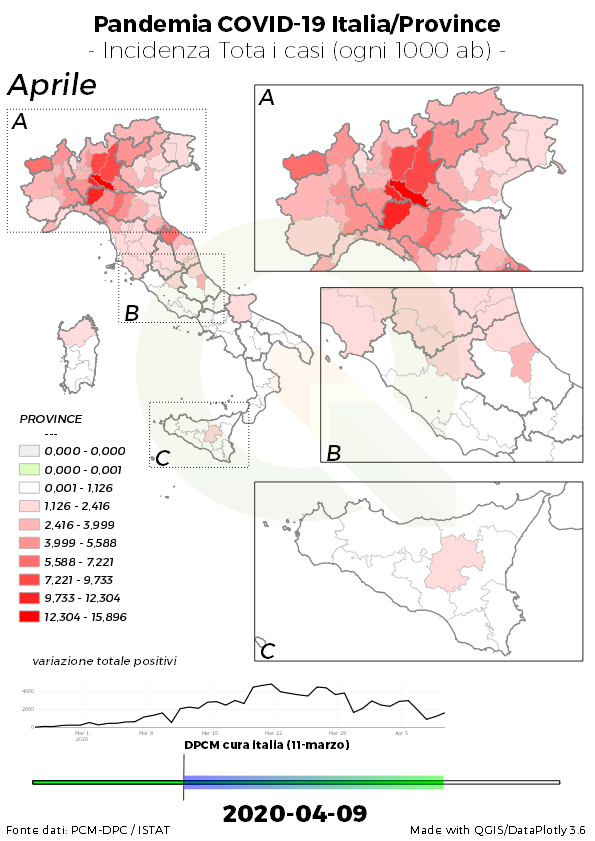 Pandemia COVID-19 Italia/Province
- Incidenza Tota i casi (ogni 1000 ab) -
Aprile
A
A
B
B
C
C
PROVINCE
---
0,000 - 0,000
0,000 - 0,001
0,001 - 1,126
1,126 - 2,416
2,416 - 3,999
3,999 - 5,588
5,588 - 7,221
7,221 - 9,733
9,733 - 12,304
12,304 - 15,896
variazione totale positivi
4000
2000
0
Mar 1
2020
Mar 8
Mar 15
Mar 22
Mar 29
Apr 5
DPCM cura italia (11-marzo)
2020-04-09
Fonte dati: PCM-DPC / ISTAT
Made with QGIS/DataPlotly 3.6